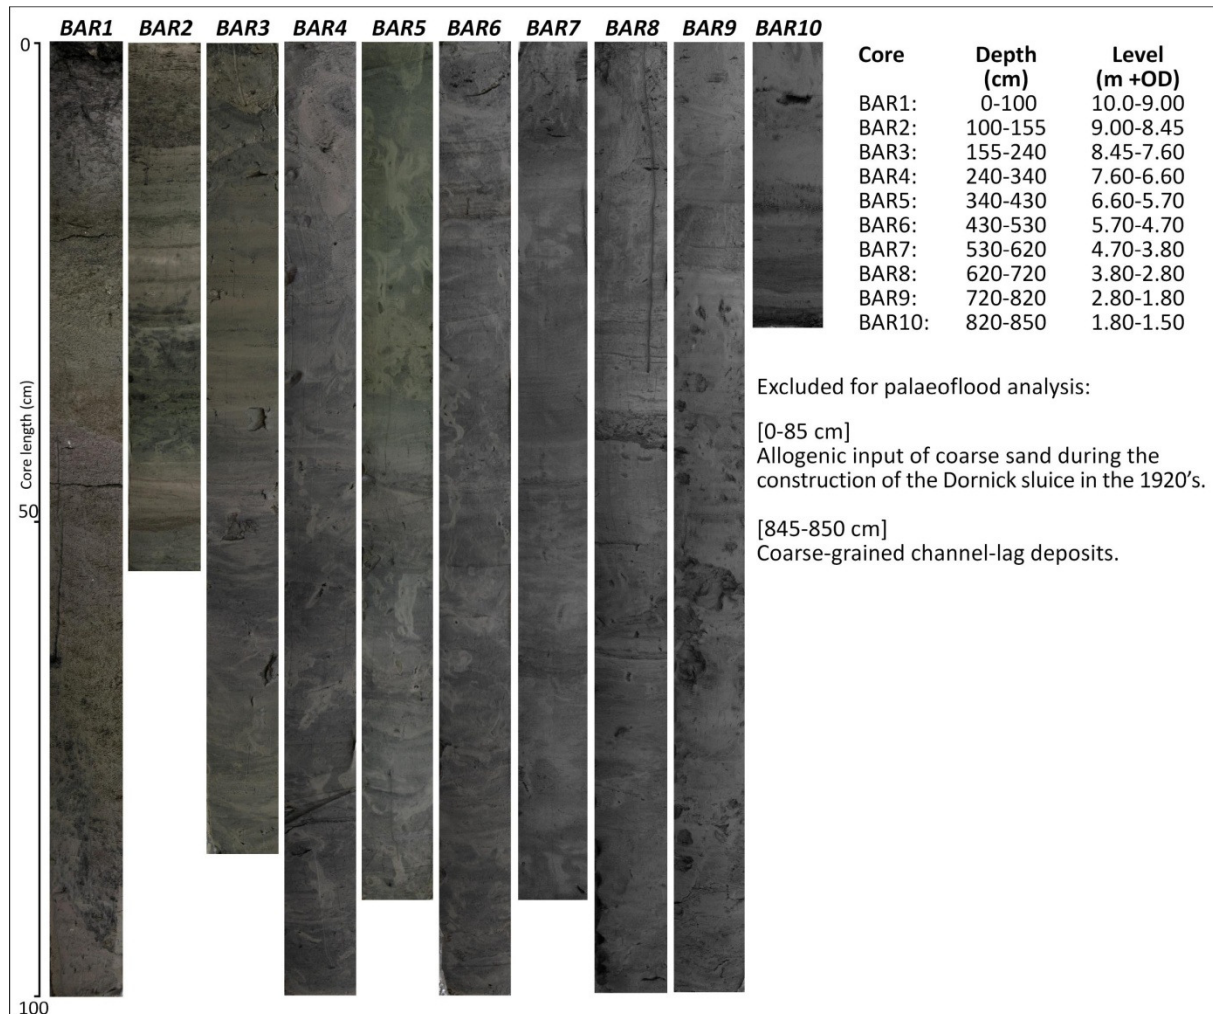 BAR1 BAR2 BAR3 BAR4 BAR5 BAR6 BAR7 BAR8 BAR9 BAR10
0
50
100
Core length (cm)
Core Depth Level
(cm) (m +OD)
BAR1: 0-100 10.0-9.00
BAR2: 100-155 9.00-8.45
BAR3: 155-240 8.45-7.60
BAR4: 240-340 7.60-6.60
BAR5: 340-430 6.60-5.70
BAR6: 430-530 5.70-4.70
BAR7: 530-620 4.70-3.80
BAR8: 620-720 3.80-2.80
BAR9: 720-820 2.80-1.80
BAR10: 820-850 1.80-1.50
Excluded for palaeoflood analysis:
[0-85 cm]
Allogenic input of coarse sand during the
construction of the Dornick sluice in the 1920's.
[845-850 cm]
Coarse-grained channel-lag deposits.